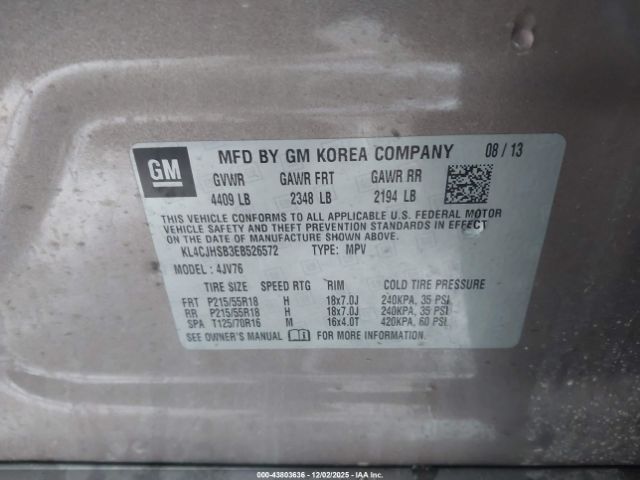 GM
MFD BY GM KOREA COMPANY 08 / 13
GVWR GAWR FRT GAWR RR
4409 LB 2348 LB 2194 LB
THIS VEHICLE CONFORMS TO ALL APPLICABLE U.S. FEDERAL MOTOR
VEHICLE SAFETY AND THEFT PREVENTION STANDARDS IN EFFECT
ON THE DATE OF MANUFACTURE SHOWN ABOVE.
KL4CJHSB3EB526572 TYPE: MPV
MODEL : 4JV76
TIRE SIZE SPEED RTG RIM COLD TIRE PRESSURE
FRT P215/55R18 H 18x7.0J 240KPA, 35 PSI
RR P215/55R18 H 18x7.0J 240KPA, 35 PSI
SPA T125/70R16 M 16x4.0T 420KPA, 60 PSI
SEE OWNER'S MANUAL FOR MORE INFORMATION.
000-43803636 - 12/02/2025 - IAA Inc.